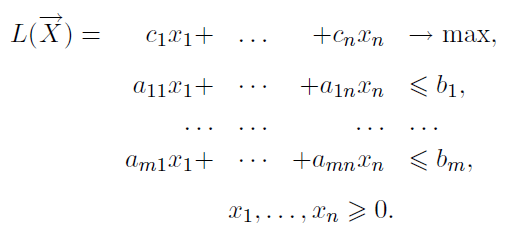 L(X⃗) = c₁x₁+ … +cₙxₙ → max,
a₁₁x₁+ ⋯ +a₁ₙxₙ ⩽ b₁,
… … … …
aₘ₁x₁+ ⋯ +aₘₙxₙ ⩽ bₘ,
x₁, … , xₙ ⩾ 0.